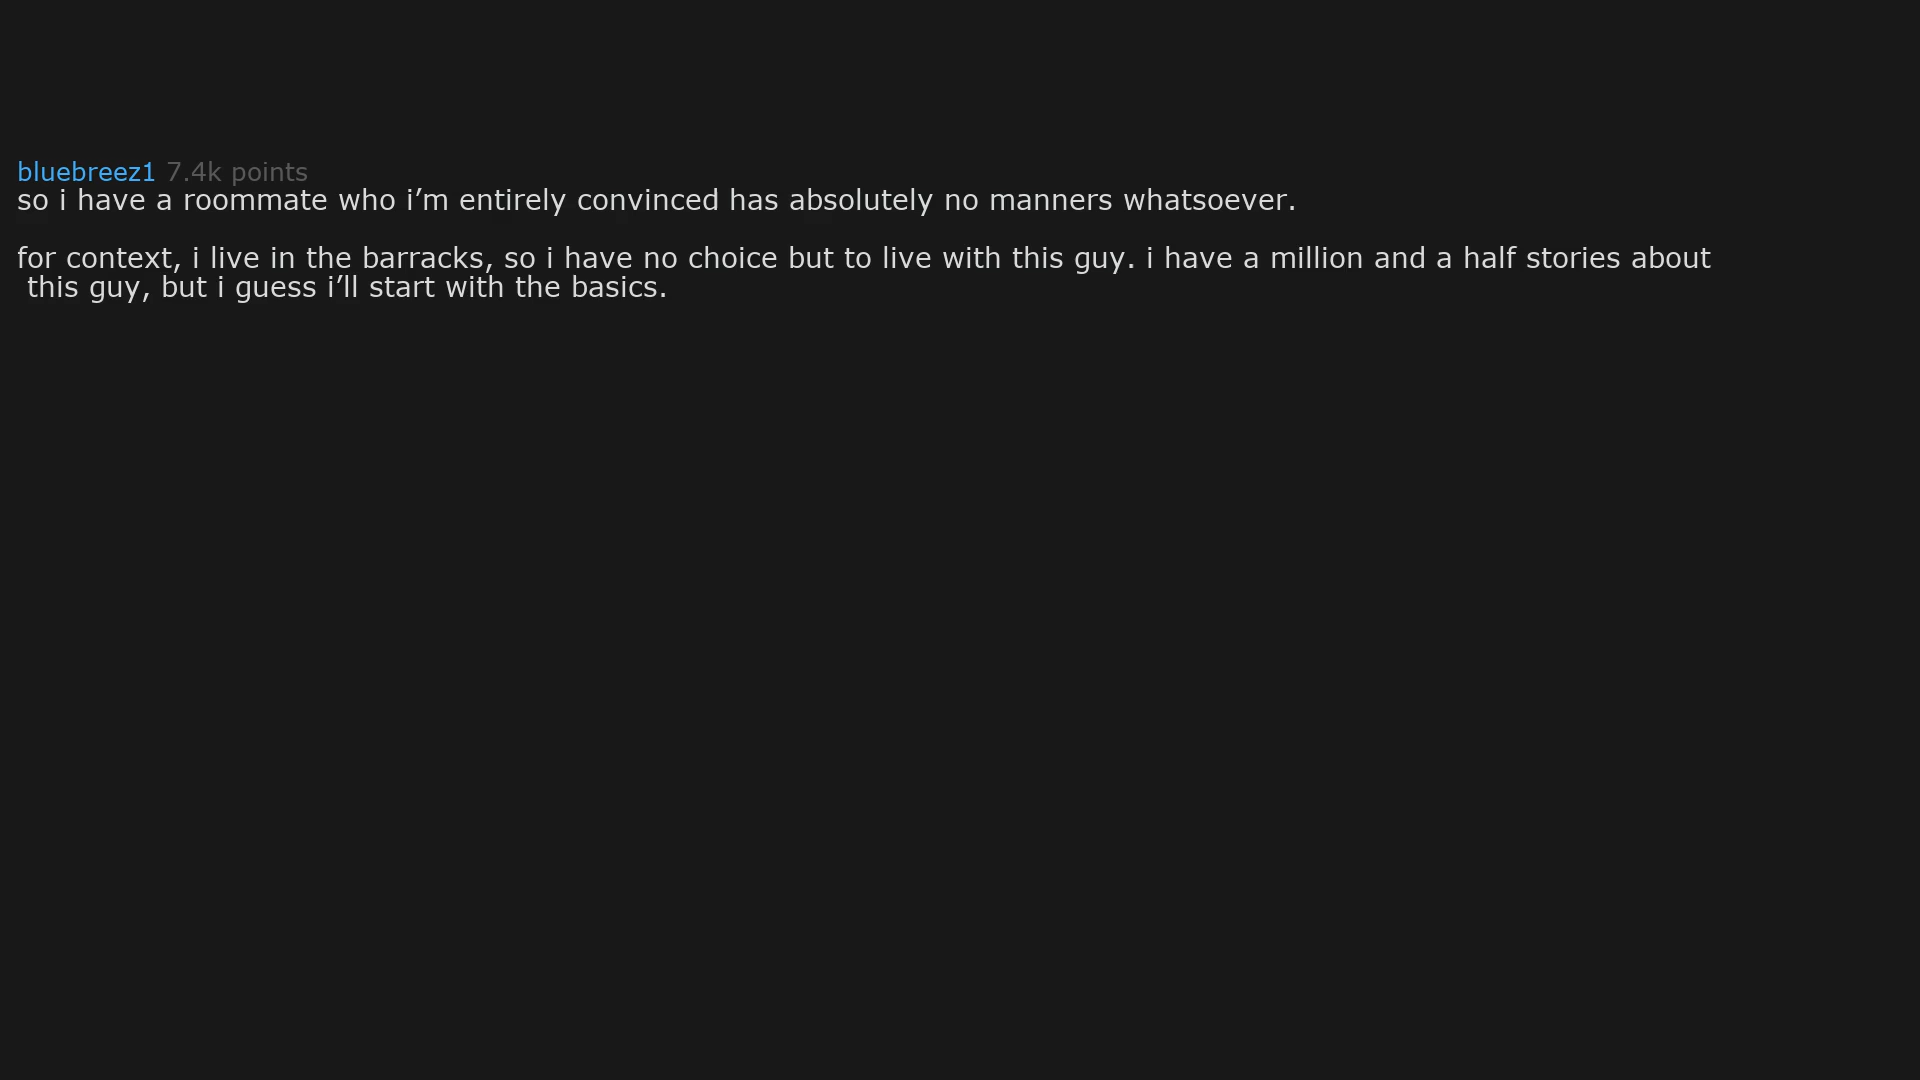 bluebreez1 7.4k points
so i have a roommate who i’m entirely convinced has absolutely no manners whatsoever.
for context, i live in the barracks, so i have no choice but to live with this guy. i have a million and a half stories about
this guy, but i guess i’ll start with the basics.